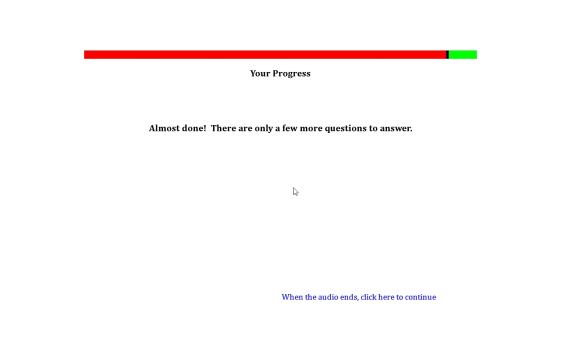 Your Progress
Almost done!  There are only a few more questions to answer.
When the audio ends, click here to continue